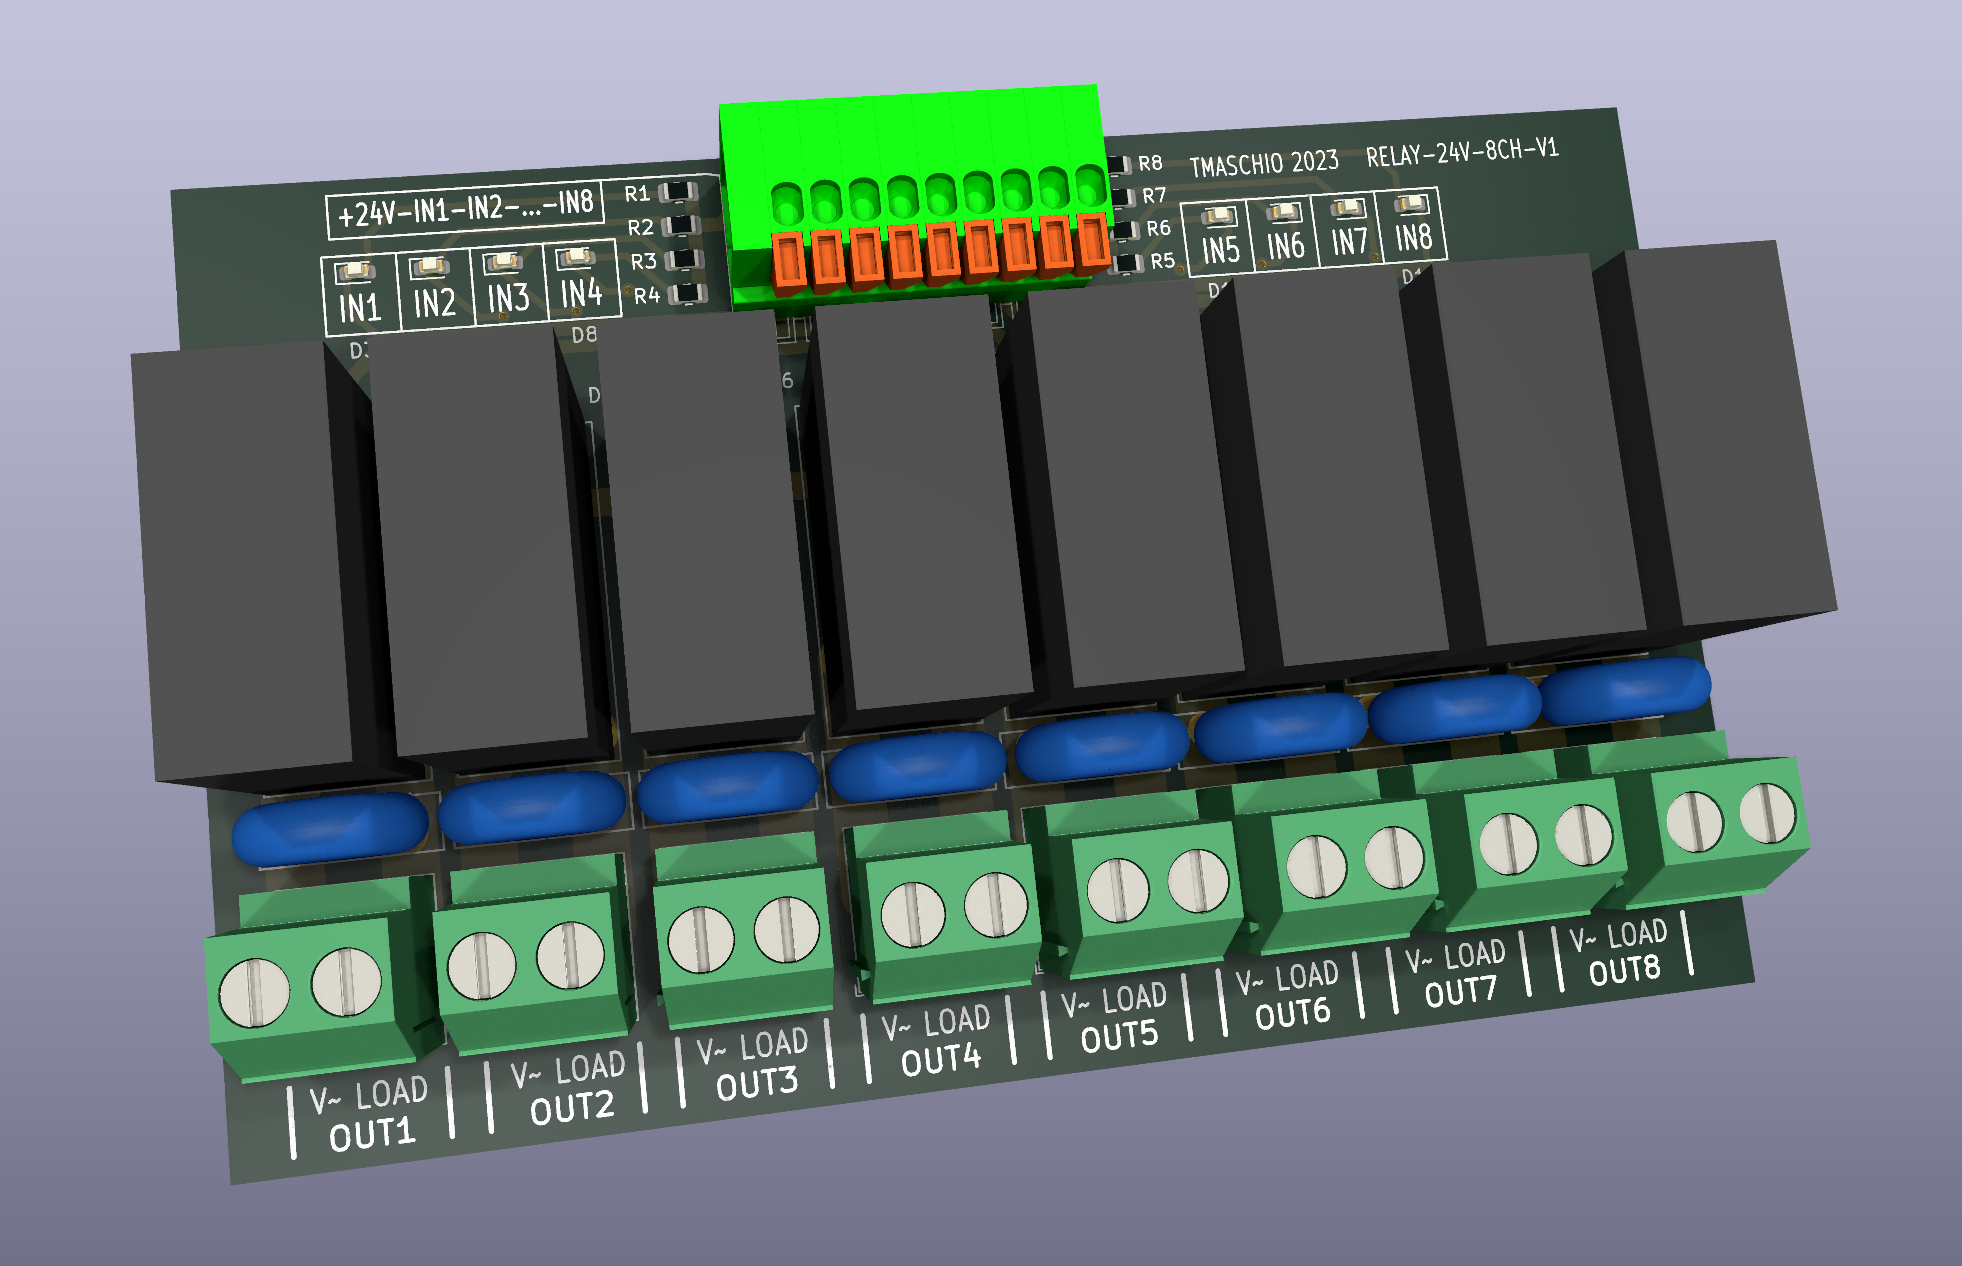 TMASCHIO 2023 RELAY-24V-8CH-V1
+24V-IN1-IN2-...-IN8
R1
R2
R3
R4
R8
R7
R6
R5
IN1 IN2 IN3 IN4
IN5 IN6 IN7 IN8
D8
V~ LOAD
OUT1
V~ LOAD
OUT2
V~ LOAD
OUT3
V~ LOAD
OUT4
V~ LOAD
OUT5
V~ LOAD
OUT6
V~ LOAD
OUT7
V~ LOAD
OUT8